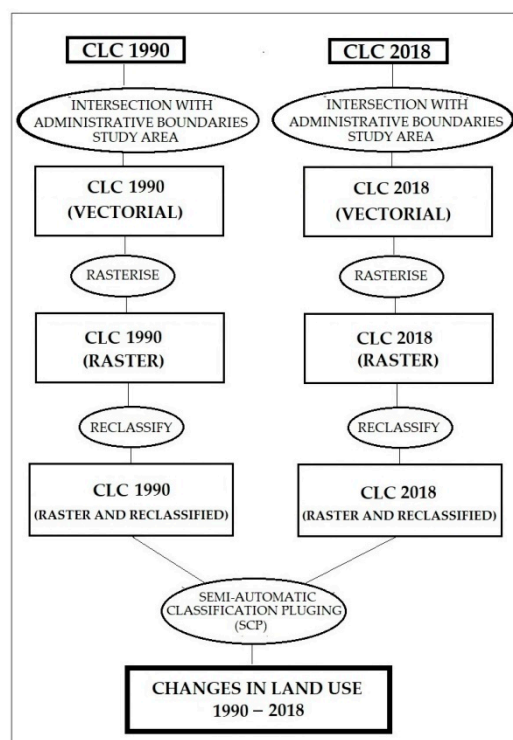 CLC 1990
CLC 2018
INTERSECTION WITH
ADMINISTRATIVE BOUNDARIES
STUDY AREA
INTERSECTION WITH
ADMINISTRATIVE BOUNDARIES
STUDY AREA
CLC 1990
(VECTORIAL)
CLC 2018
(VECTORIAL)
RASTERISE
RASTERISE
CLC 1990
(RASTER)
CLC 2018
(RASTER)
RECLASSIFY
RECLASSIFY
CLC 1990
(RASTER AND RECLASSIFIED)
CLC 2018
(RASTER AND RECLASSIFIED)
SEMI-AUTOMATIC
CLASSIFICATION PLUGING
(SCP)
CHANGES IN LAND USE
1990 – 2018